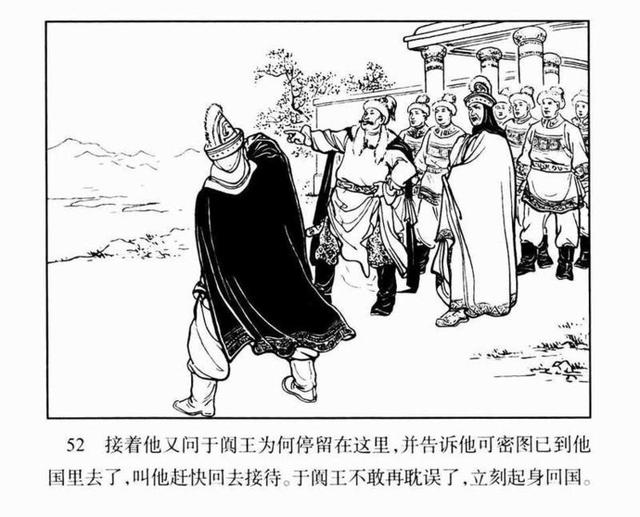 52 接着他又问于阗王为何停留在这里,并告诉他可密图已到他
国里去了,叫他赶快回去接待。于阗王不敢再耽误了,立刻起身回国。